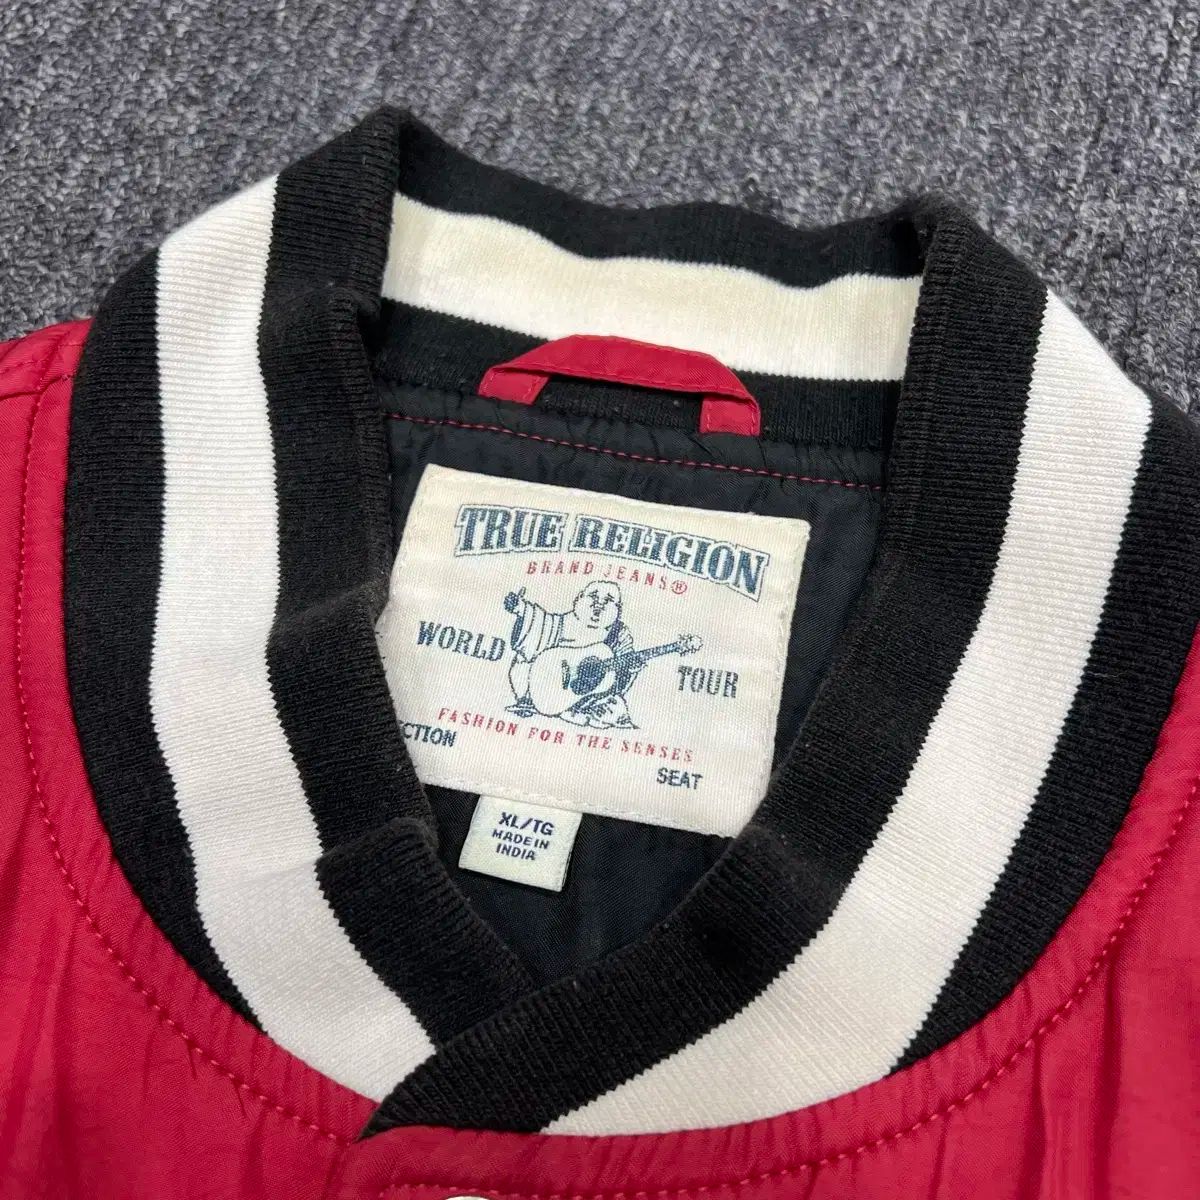 TRUE RELIGION
BRAND JEANS®
WORLD TOUR
FASHION FOR THE SENSES
CTION
SEAT
XL/TG
MADE IN
INDIA